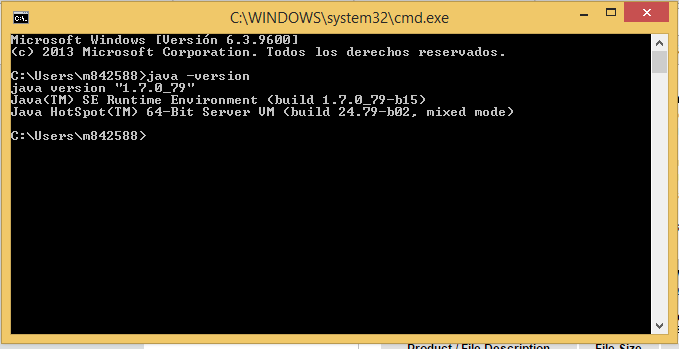 C:\WINDOWS\system32\cmd.exe
Microsoft Windows [Versión 6.3.9600]
(c) 2013 Microsoft Corporation. Todos los derechos reservados.
C:\Users\m842588>java -version
java version "1.7.0_79"
Java(TM) SE Runtime Environment (build 1.7.0_79-b15)
Java HotSpot(TM) 64-Bit Server VM (build 24.79-b02, mixed mode)
C:\Users\m842588>
Product / File Description File Size